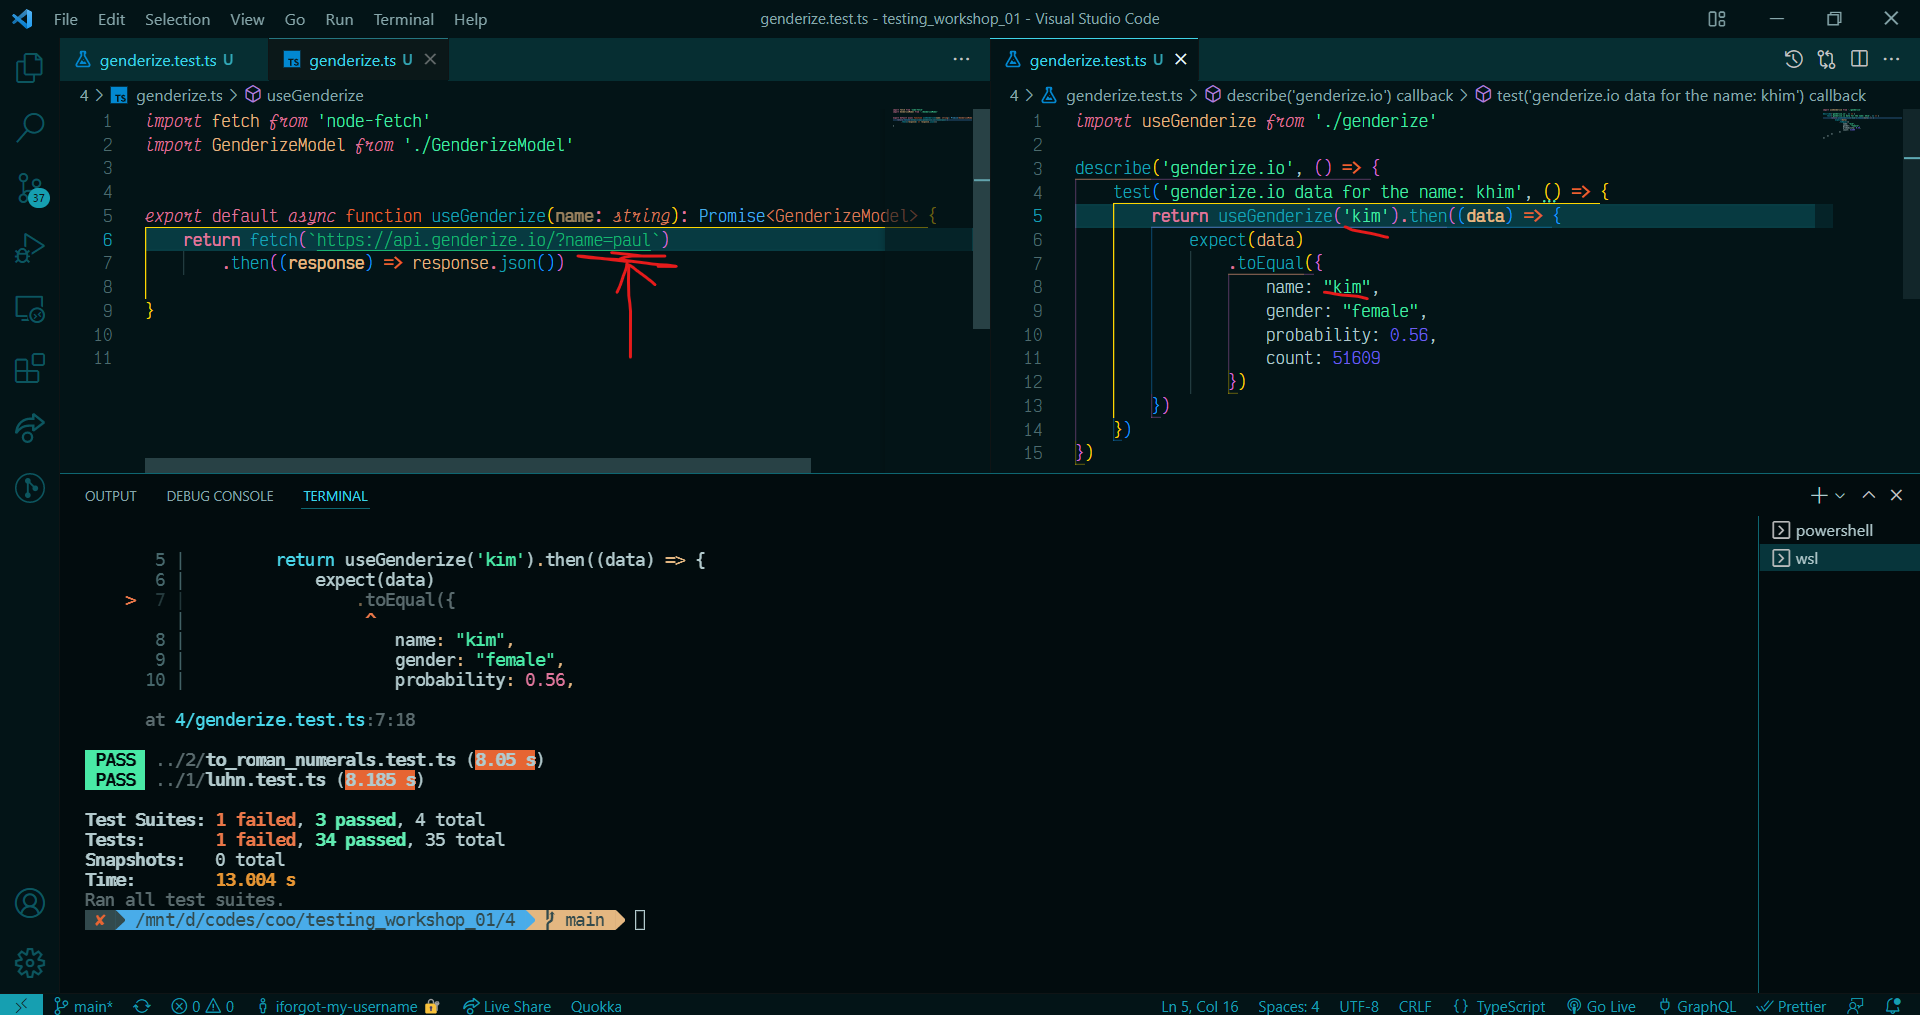 File Edit Selection View Go Run Terminal Help
genderize.test.ts - testing_workshop_01 - Visual Studio Code
genderize.test.ts U
TS genderize.ts U
4 > TS genderize.ts > useGenderize
1 import fetch from 'node-fetch'
2 import GenderizeModel from './GenderizeModel'
3
4
5 export default async function useGenderize(name: string): Promise<GenderizeModel> {
6 return fetch(`https://api.genderize.io/?name=paul`)
7 .then((response) => response.json())
8
9 }
10
11
genderize.test.ts U
4 > genderize.test.ts > describe('genderize.io') callback > test('genderize.io data for the name: khim') callback
1 import useGenderize from './genderize'
2
3 describe('genderize.io', () => {
4 test('genderize.io data for the name: khim', () => {
5 return useGenderize('kim').then((data) => {
6 expect(data)
7 .toEqual({
8 name: "kim",
9 gender: "female",
10 probability: 0.56,
11 count: 51609
12 })
13 })
14 })
15 })
37
OUTPUT DEBUG CONSOLE TERMINAL
powershell
wsl
5 | return useGenderize('kim').then((data) => {
6 | expect(data)
> 7 | .toEqual({
| ^
8 | name: "kim",
9 | gender: "female",
10 | probability: 0.56,
at 4/genderize.test.ts:7:18
PASS ../2/to_roman_numerals.test.ts (8.05 s)
PASS ../1/luhn.test.ts (8.185 s)
Test Suites: 1 failed, 3 passed, 4 total
Tests: 1 failed, 34 passed, 35 total
Snapshots: 0 total
Time: 13.004 s
Ran all test suites.
✘ /mnt/d/codes/coo/testing_workshop_01/4 main
main* 0 0 iforgot-my-username Live Share Quokka Ln 5, Col 16 Spaces: 4 UTF-8 CRLF {} TypeScript Go Live GraphQL Prettier